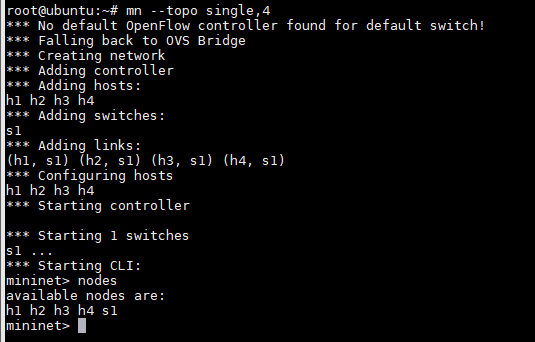 root@ubuntu:~# mn --topo single,4
*** No default OpenFlow controller found for default switch!
*** Falling back to OVS Bridge
*** Creating network
*** Adding controller
*** Adding hosts:
h1 h2 h3 h4
*** Adding switches:
s1
*** Adding links:
(h1, s1) (h2, s1) (h3, s1) (h4, s1)
*** Configuring hosts
h1 h2 h3 h4
*** Starting controller

*** Starting 1 switches
s1 ...
*** Starting CLI:
mininet> nodes
available nodes are:
h1 h2 h3 h4 s1
mininet>